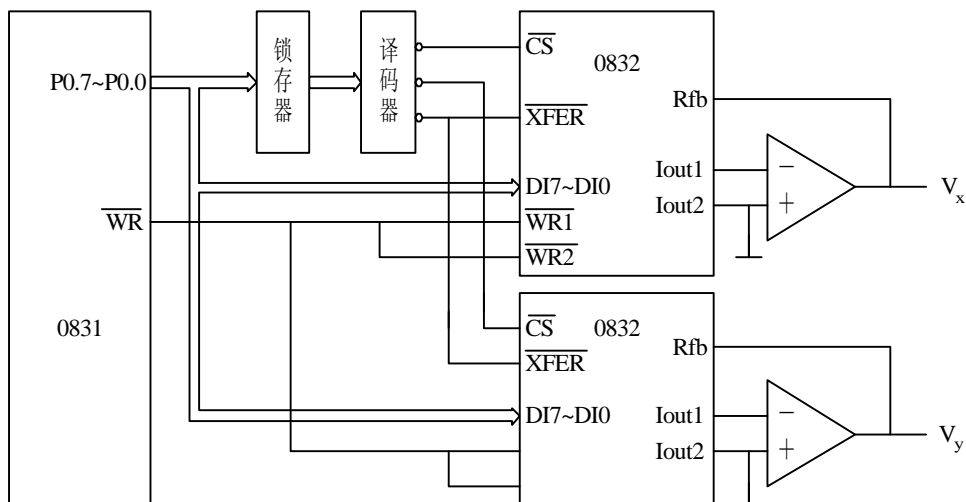 P0.7~P0.0
WR
0831
锁存器
译码器
CS
0832
XFER
DI7~DI0
WR1
WR2
Rfb
Iout1
Iout2
−
+
Vx
CS
0832
XFER
DI7~DI0
Rfb
Iout1
Iout2
−
+
Vy